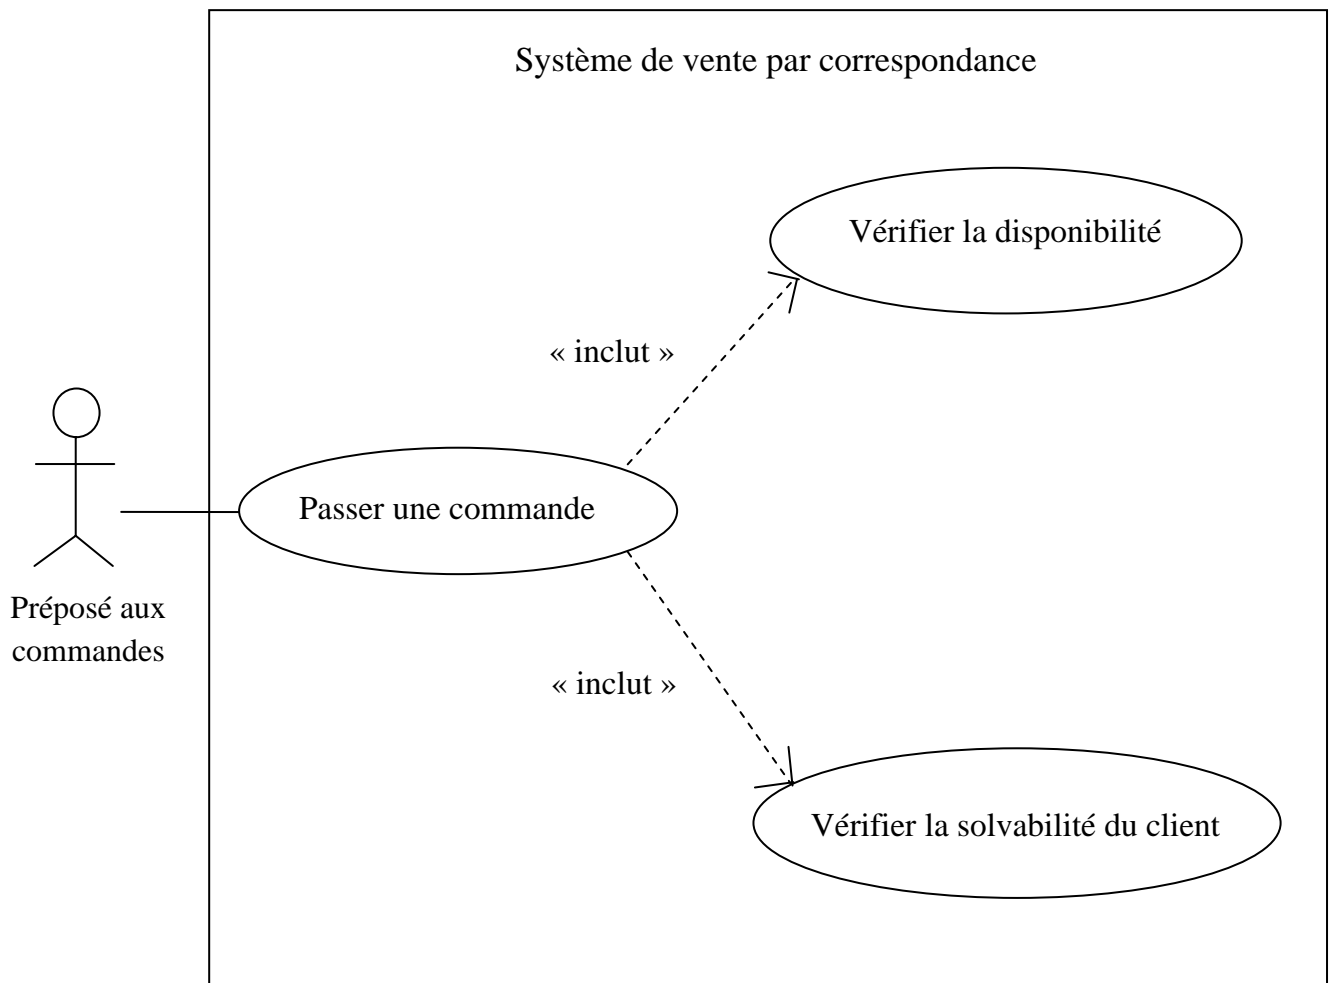 Système de vente par correspondance
Vérifier la disponibilité
« inclut »
Passer une commande
Préposé aux
commandes
« inclut »
Vérifier la solvabilité du client